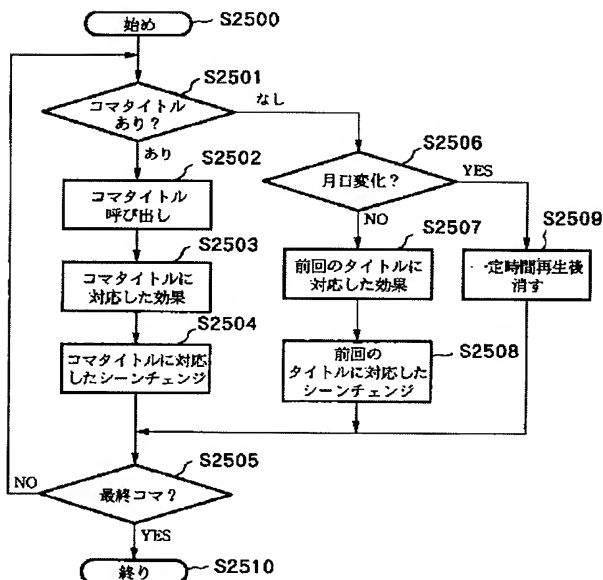 始め
S2500
S2501
コマタイトル
あり？
なし
あり
S2502
コマタイトル
呼び出し
S2503
コマタイトルに
対応した効果
S2504
コマタイトルに対応
したシーンチェンジ
S2506
月日変化？
YES
NO
S2507
前回のタイトルに
対応した効果
S2508
前回の
タイトルに対応した
シーンチェンジ
S2509
一定時間再生後
消す
S2505
最終コマ？
NO
YES
終り
S2510